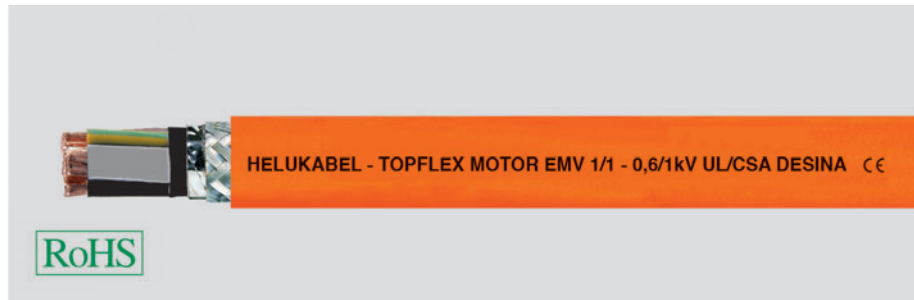 HELUKABEL - TOPFLEX MOTOR EMV 1/1 - 0,6/1kV UL/CSA DESINA CE
RoHS